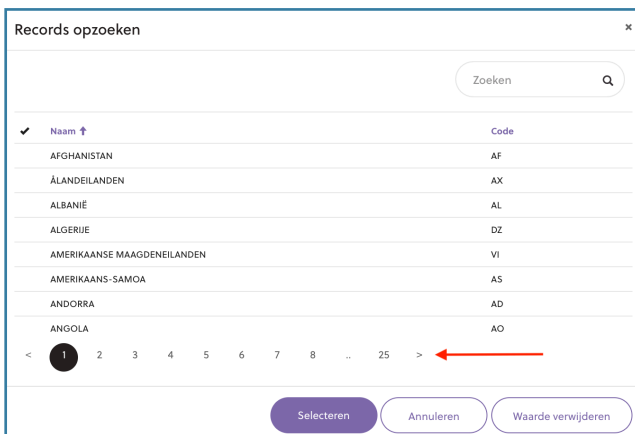 Records opzoeken ×
Zoeken
Naam Code
AFGHANISTAN AF
ÅLANDEILANDEN AX
ALBANIË AL
ALGERIJE DZ
AMERIKAANSE MAAGDENEILANDEN VI
AMERIKAANS-SAMOA AS
ANDORRA AD
ANGOLA AO
< 1 2 3 4 5 6 7 8 .. 25 >
Selecteren Annuleren Waarde verwijderen